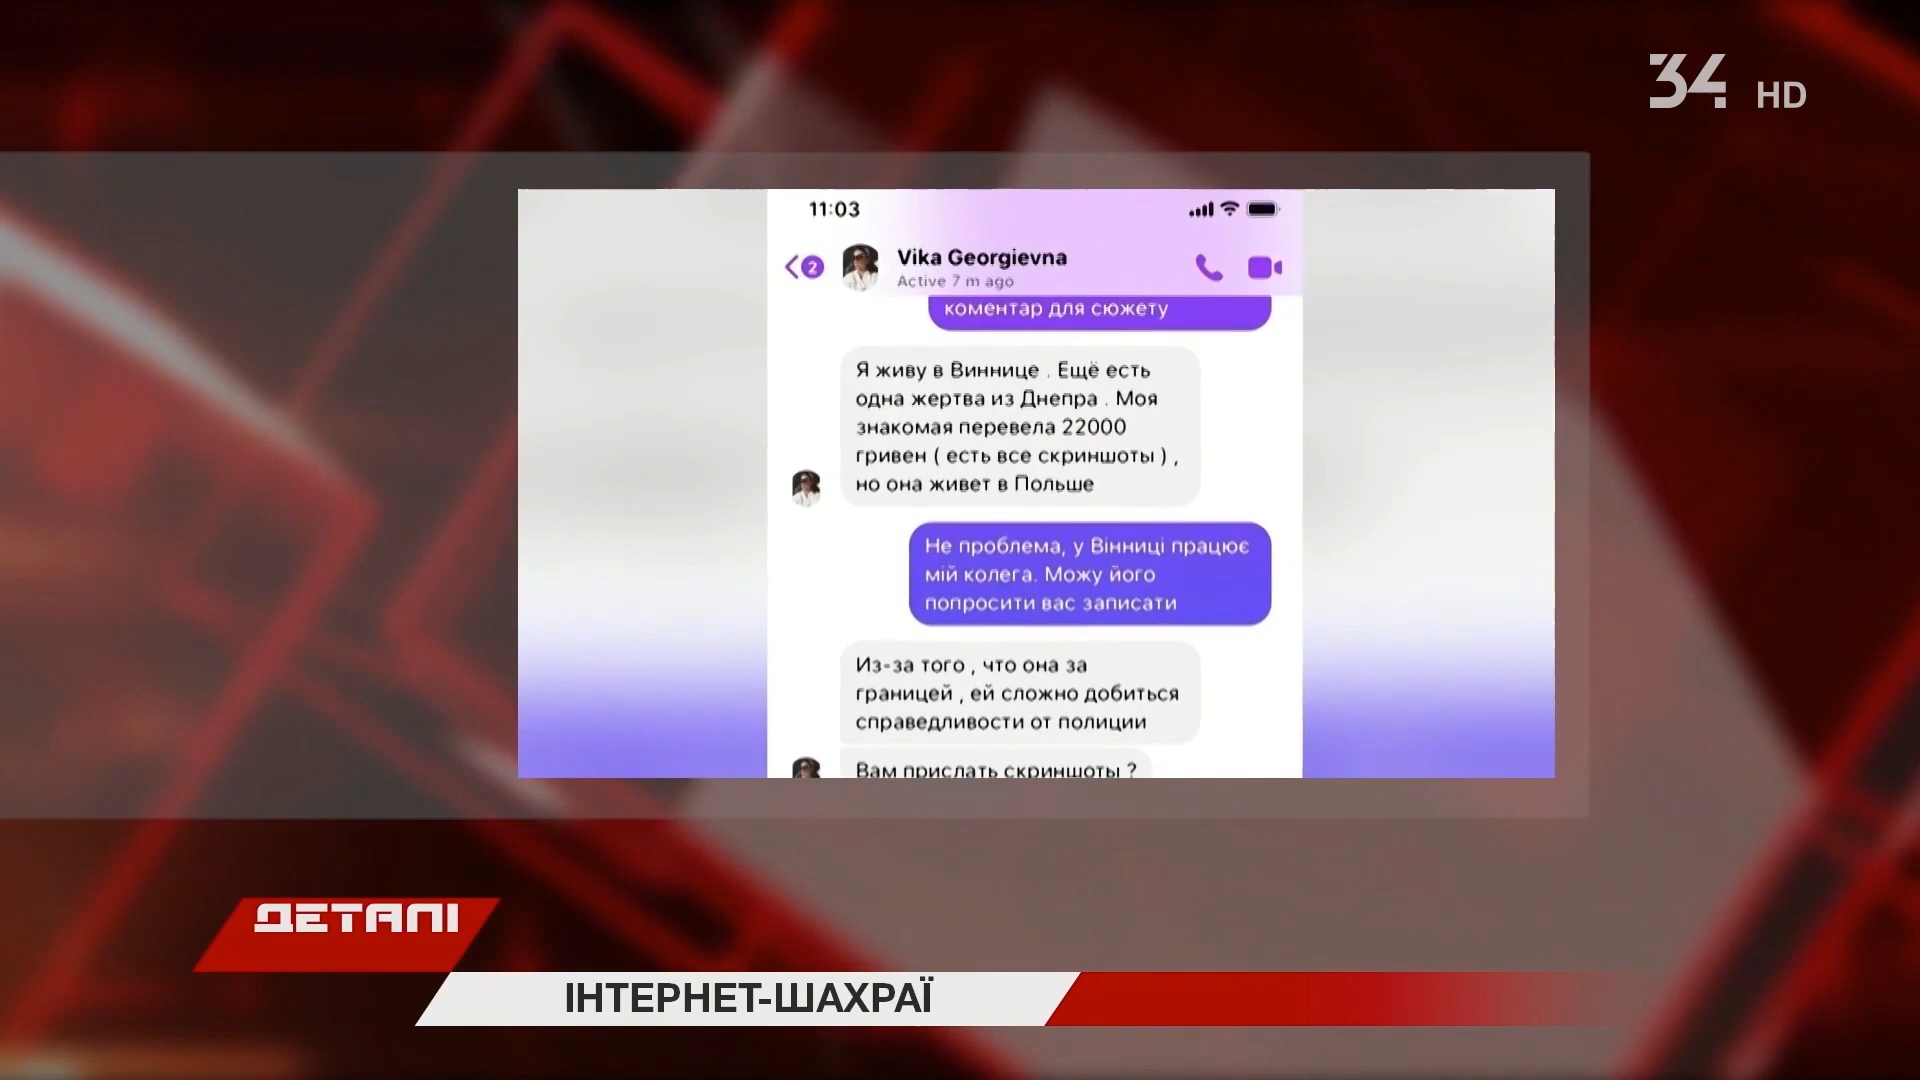 34 HD
11:03
2
Vika Georgievna
Active 7 m ago
коментар для сюжету
Я живу в Виннице . Ещё есть
одна жертва из Днепра . Моя
знакомая перевела 22000
гривен ( есть все скриншоты ) ,
но она живет в Польше
Не проблема, у Вінниці працює
мій колега. Можу його
попросити вас записати
Из-за того , что она за
границей , ей сложно добиться
справедливости от полиции
Вам прислать скриншоты ?
ДЕТАЛІ
ІНТЕРНЕТ-ШАХРАЇ